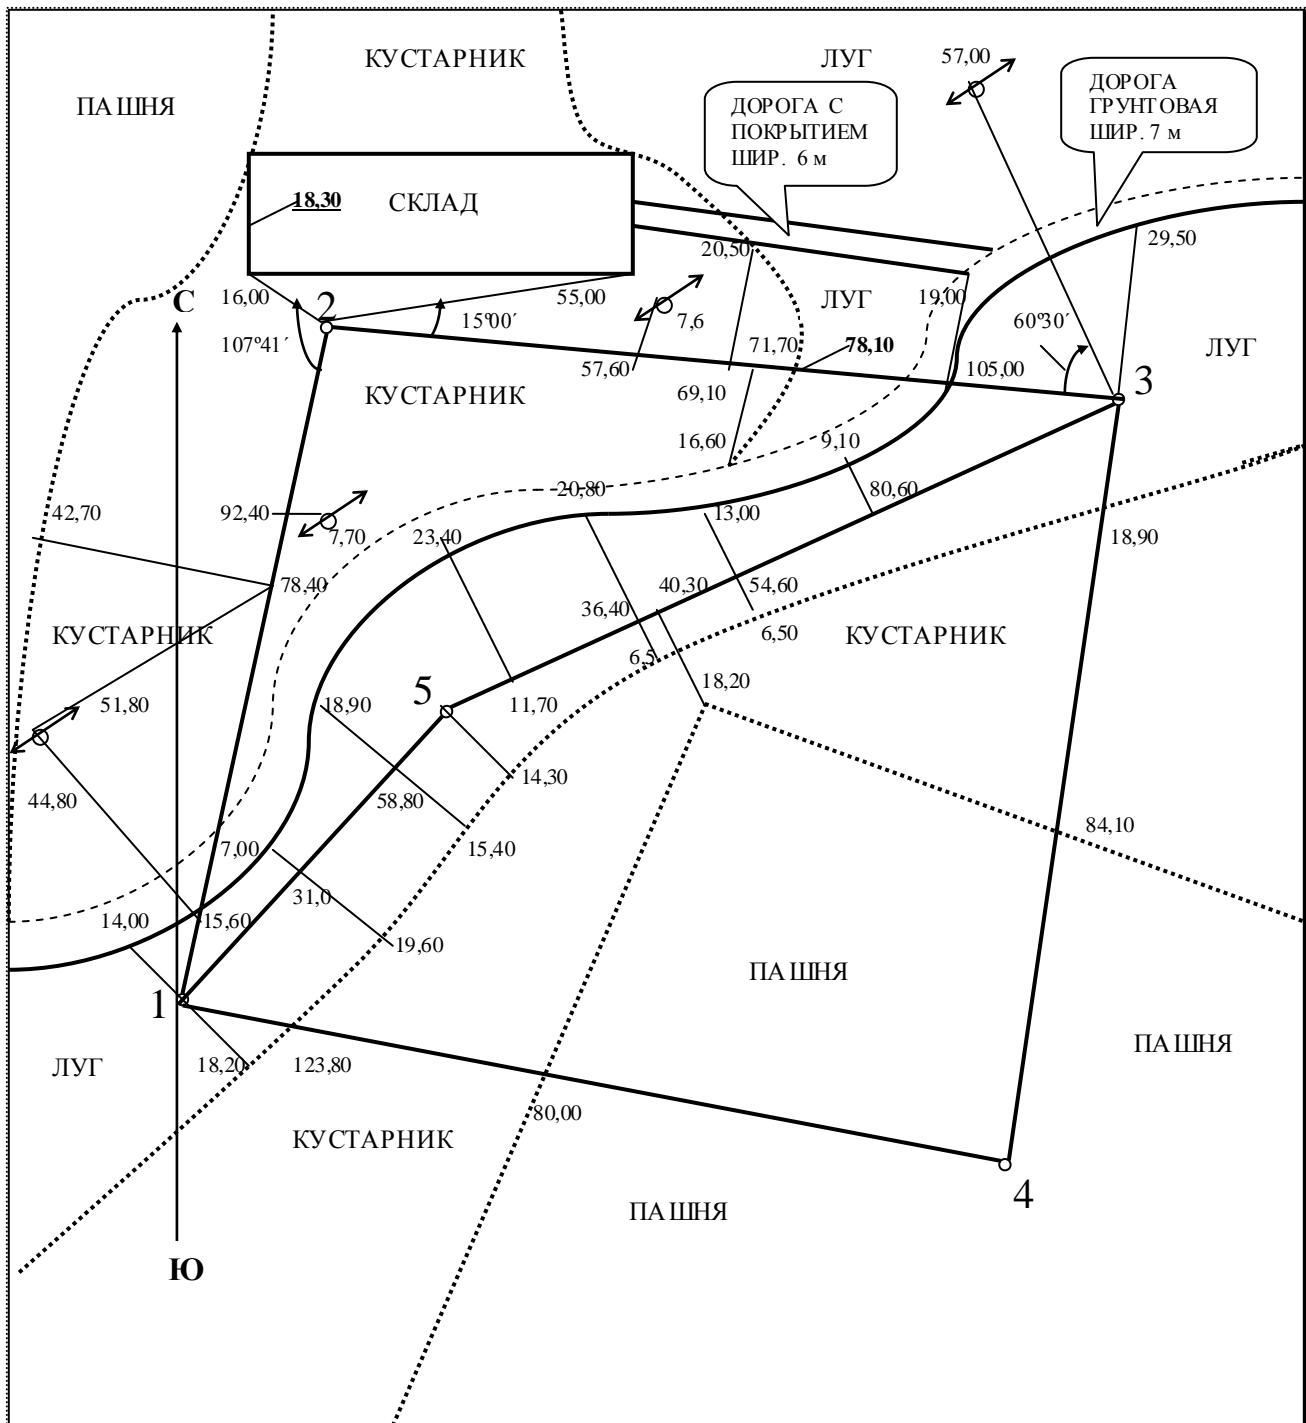 КУСТАРНИК
ЛУГ
57,00
ПАШНЯ
ДОРОГА С
ПОКРЫТИЕМ
ШИР. 6 м
ДОРОГА
ГРУНТОВАЯ
ШИР. 7 м
18,30
СКЛАД
20,50
29,50
16,00
С
2
55,00
15°00´
7,6
ЛУГ
19,00
60°30´
107°41´
57,60
71,70
78,10
105,00
ЛУГ
3
КУСТАРНИК
69,10
16,60
9,10
42,70
92,40
7,70
23,40
20,80
13,00
80,60
18,90
78,40
36,40
40,30
54,60
КУСТАРНИК
6,5
6,50
КУСТАРНИК
51,80
18,90
5
11,70
18,20
14,30
44,80
58,80
84,10
7,00
15,40
31,0
14,00
15,60
19,60
ПАШНЯ
1
ЛУГ
18,20
123,80
ПАШНЯ
80,00
КУСТАРНИК
4
ПАШНЯ
Ю